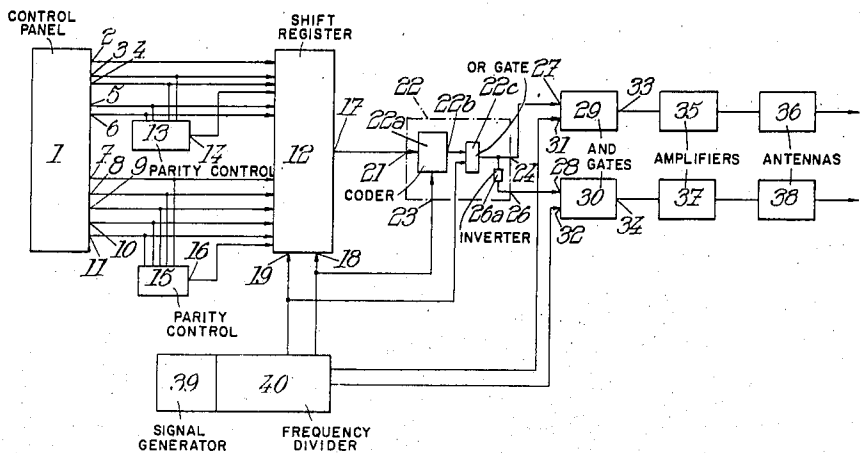 CONTROL
PANEL
SHIFT
REGISTER
2
3
4
5
6
13
14
PARITY CONTROL
1
7
8
9
10
11
15
16
PARITY
CONTROL
12
17
19
18
22
22a
22b
22c
OR GATE
21
CODER
23
24
26a
26
INVERTER
27
31
28
32
29
AND GATES
30
33
34
35
AMPLIFIERS
37
36
ANTENNAS
38
39
40
SIGNAL
GENERATOR
FREQUENCY
DIVIDER